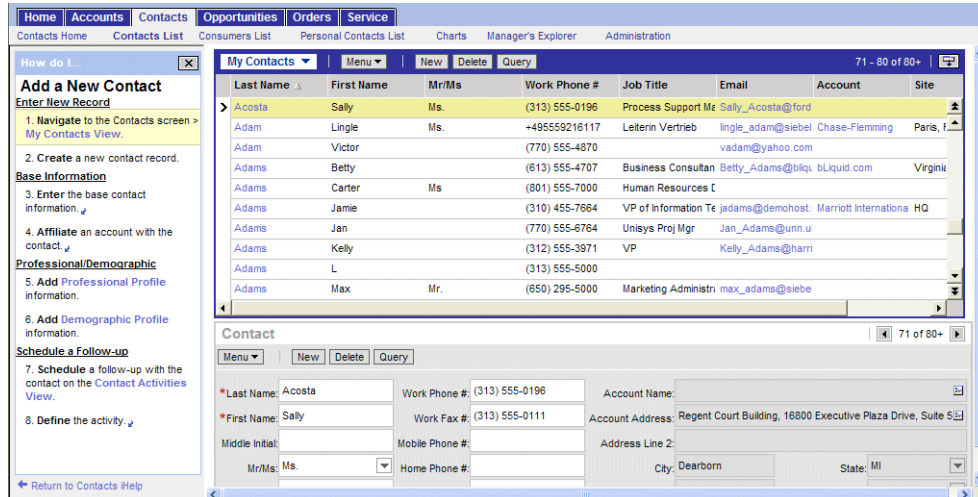 Home Accounts Contacts Opportunities Orders Service
Contacts Home Contacts List Consumers List Personal Contacts List Charts Manager's Explorer Administration
How do I...
Add a New Contact
Enter New Record
1. Navigate to the Contacts screen >
My Contacts View.
2. Create a new contact record.
Base Information
3. Enter the base contact
information.
4. Affiliate an account with the
contact.
Professional/Demographic
5. Add Professional Profile
information.
6. Add Demographic Profile
information.
Schedule a Follow-up
7. Schedule a follow-up with the
contact on the Contact Activities
View.
8. Define the activity.
Return to Contacts iHelp
My Contacts Menu New Delete Query 71 - 80 of 80+
Last Name First Name Mr/Ms Work Phone # Job Title Email Account Site
Acosta Sally Ms. (313) 555-0196 Process Support Ma Sally_Acosta@ford
Adam Lingle Ms. +495559216117 Leiterin Vertrieb lingle_adam@siebel Chase-Flemming Paris, F
Adam Victor (770) 555-4870 vadam@yahoo.com
Adams Betty (613) 555-4707 Business Consultan Betty_Adams@bliqu bLiquid.com Virginia
Adams Carter Ms (801) 555-7000 Human Resources D
Adams Jamie (310) 455-7664 VP of Information Te jadams@demohost. Marriott Internationa HQ
Adams Jan (770) 555-6764 Unisys Proj Mgr Jan_Adams@unn.u
Adams Kelly (312) 555-3971 VP Kelly_Adams@harri
Adams L (313) 555-5000
Adams Max Mr. (650) 295-5000 Marketing Administra max_adams@siebe
Contact 71 of 80+
Menu New Delete Query
*Last Name: Acosta Work Phone #: (313) 555-0196 Account Name:
*First Name: Sally Work Fax #: (313) 555-0111 Account Address: Regent Court Building, 16800 Executive Plaza Drive, Suite 5
Middle Initial: Mobile Phone #: Address Line 2:
Mr/Ms: Ms. Home Phone #: City: Dearborn State: MI